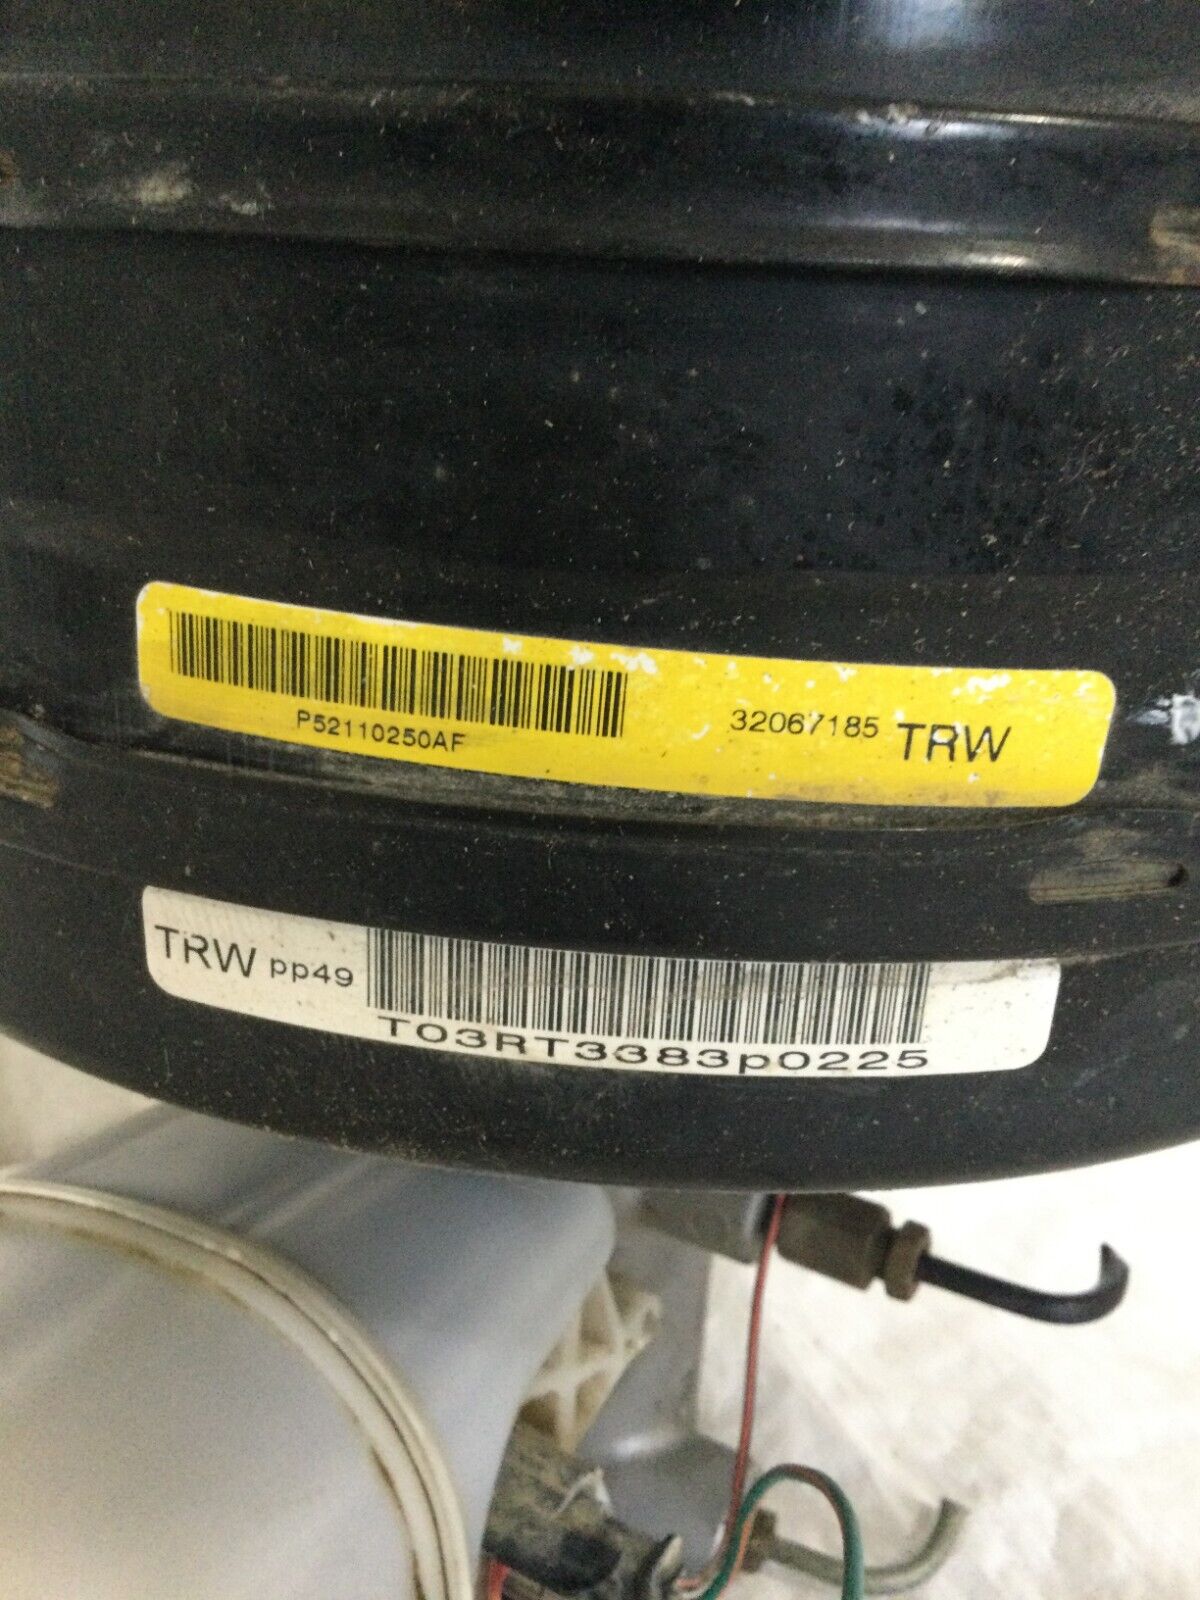 P52110250AF
32067185 TRW
TRW pp49
T03RT3383p0225